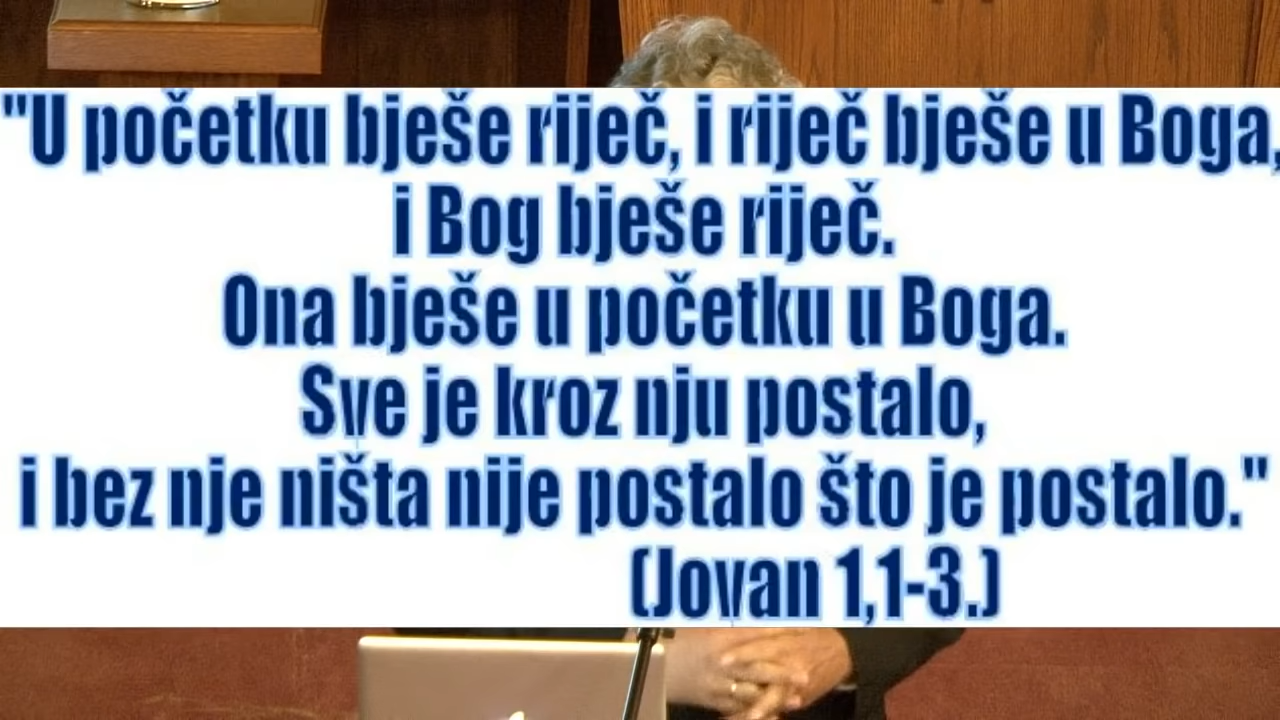 "U početku bješe riječ, i riječ bješe u Boga,
i Bog bješe riječ.
Ona bješe u početku u Boga.
Sve je kroz nju postalo,
i bez nje ništa nije postalo što je postalo."
(Jovan 1,1-3.)